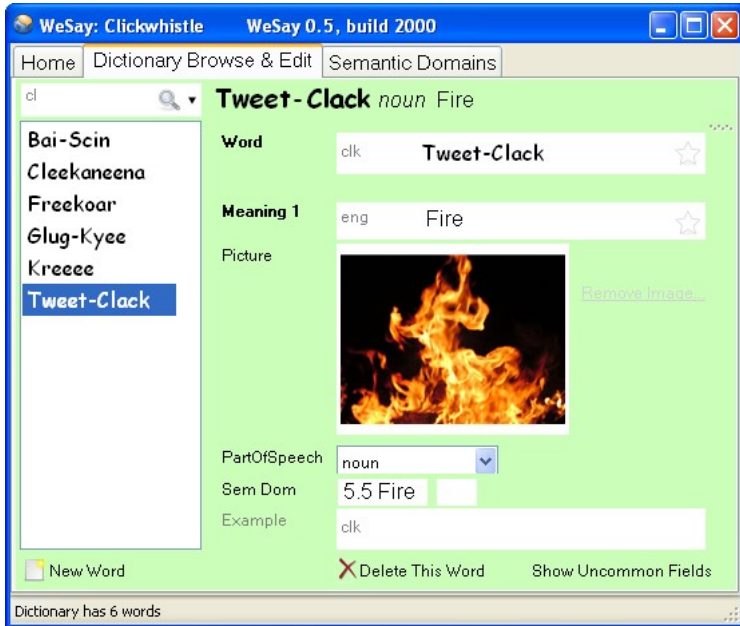 WeSay: Clickwhistle WeSay 0.5, build 2000
Home Dictionary Browse & Edit Semantic Domains
cl
Tweet-Clack noun Fire
Bai-Scin
Cleekaneena
Freekoar
Glug-Kyee
Kreeee
Tweet-Clack
Word clk Tweet-Clack
Meaning 1 eng Fire
Picture
Remove Image...
PartOfSpeech noun
Sem Dom 5.5 Fire
Example clk
New Word Delete This Word Show Uncommon Fields
Dictionary has 6 words